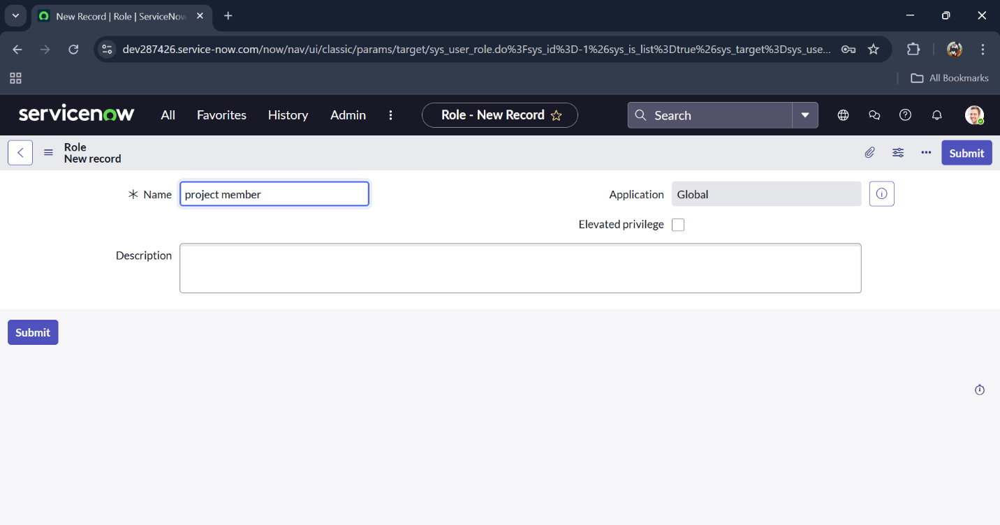 New Record | Role | ServiceNow
dev287426.service-now.com/now/nav/ui/classic/params/target/sys_user_role.do%3Fsys_id%3D-1%26sys_is_list%3Dtrue%26sys_target%3Dsys_use...
All Bookmarks
servicenow All Favorites History Admin Role - New Record Search
Role
New record
Submit
Name project member Application Global
Elevated privilege
Description
Submit